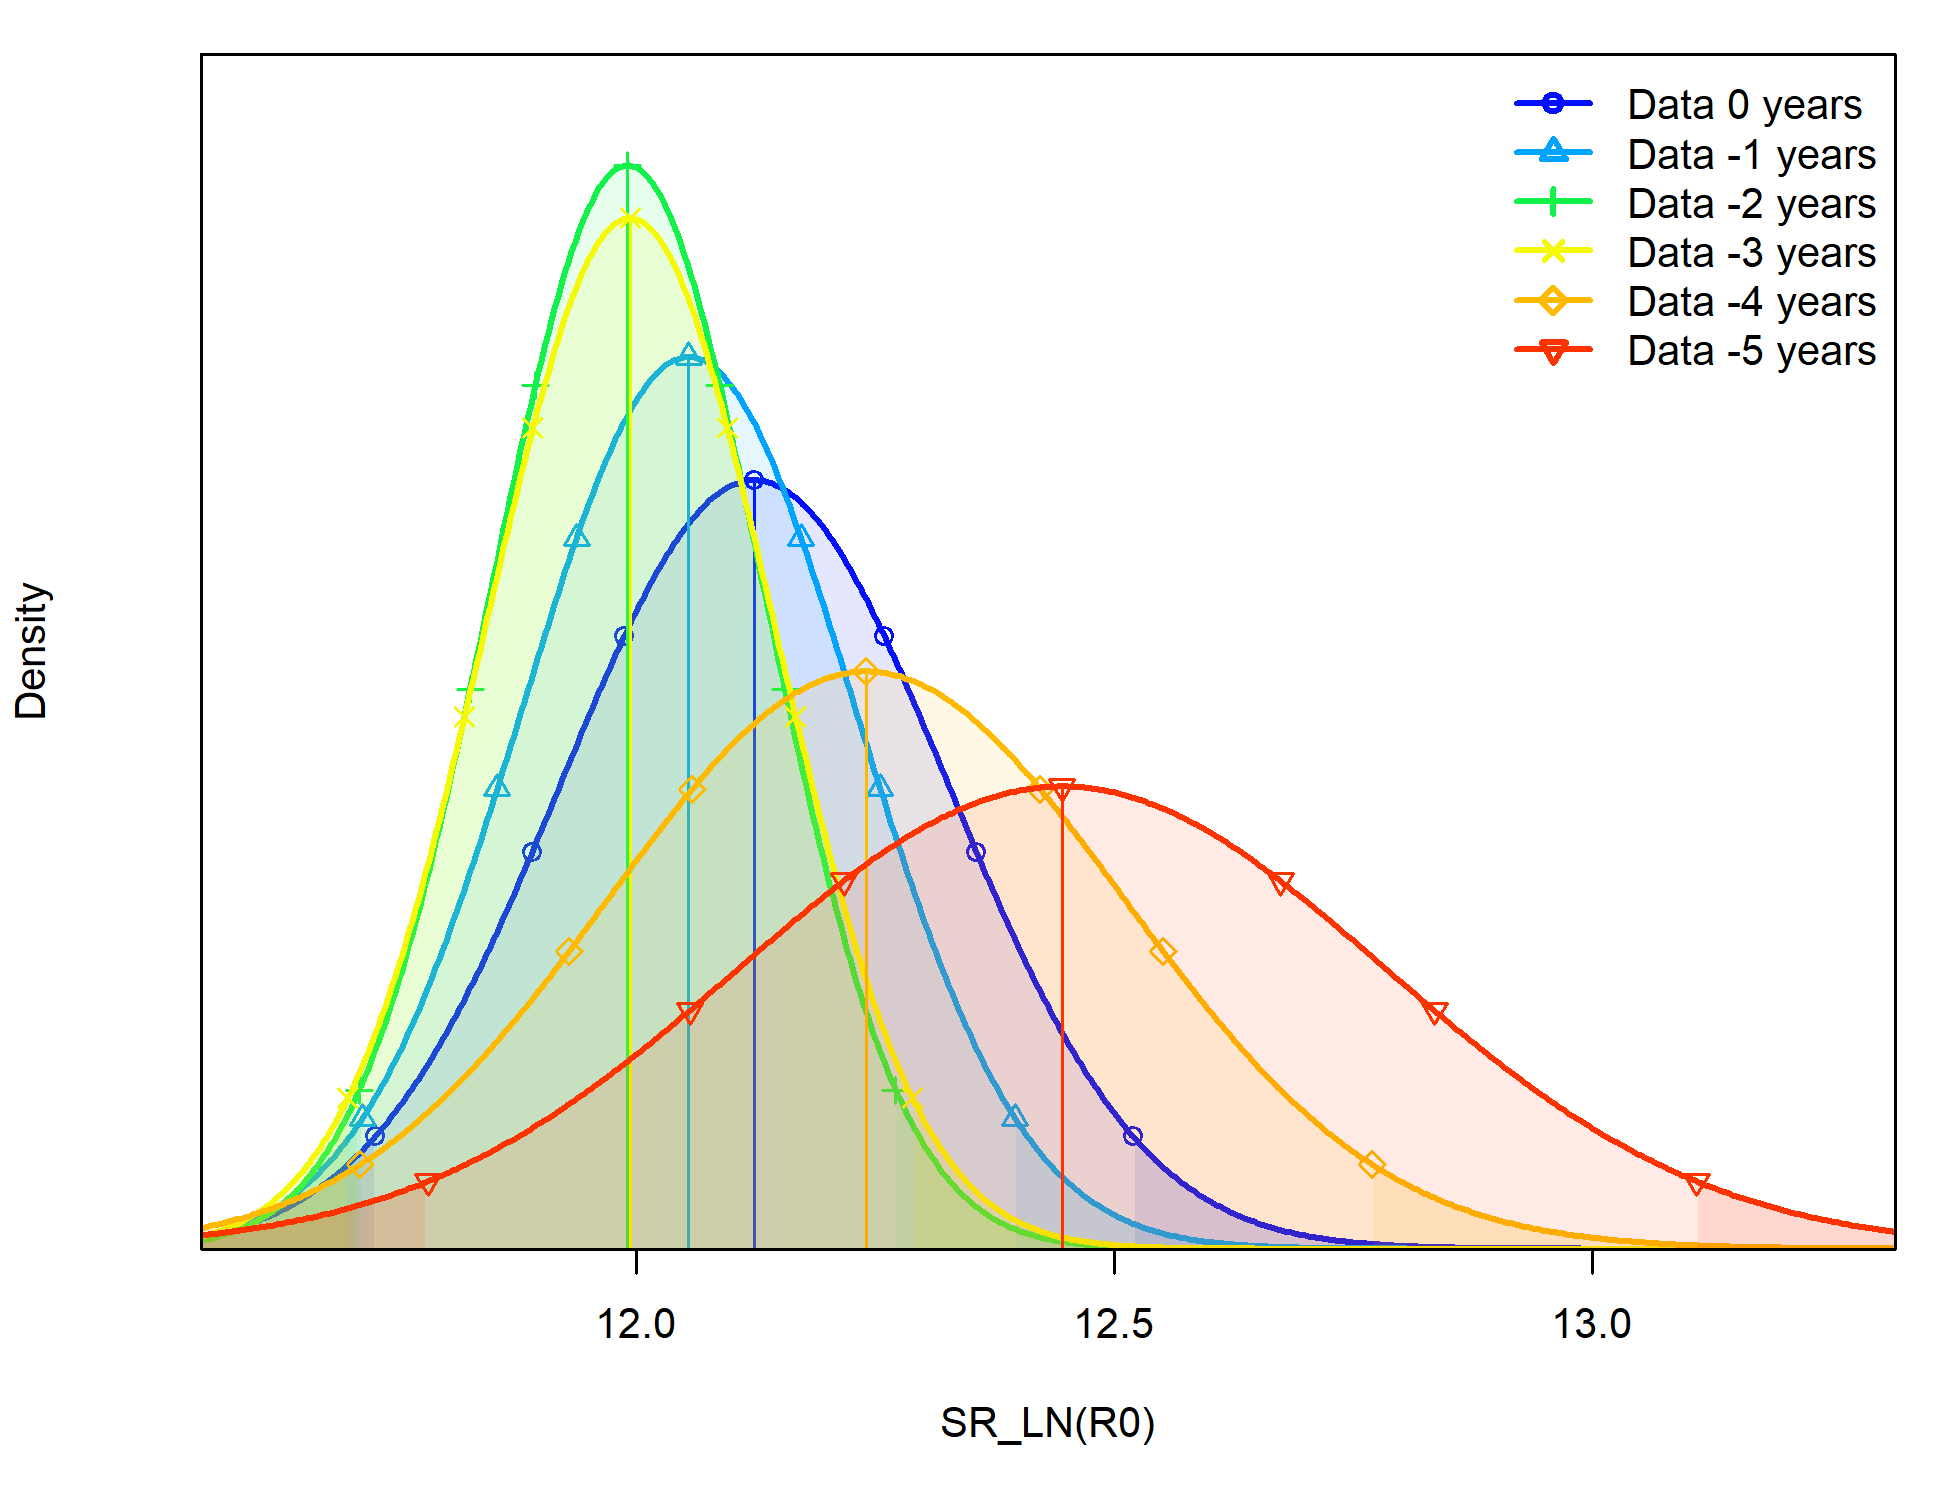 Data 0 years
Data -1 years
Data -2 years
Data -3 years
Data -4 years
Data -5 years
Density
12.0 12.5 13.0
SR_LN(R0)